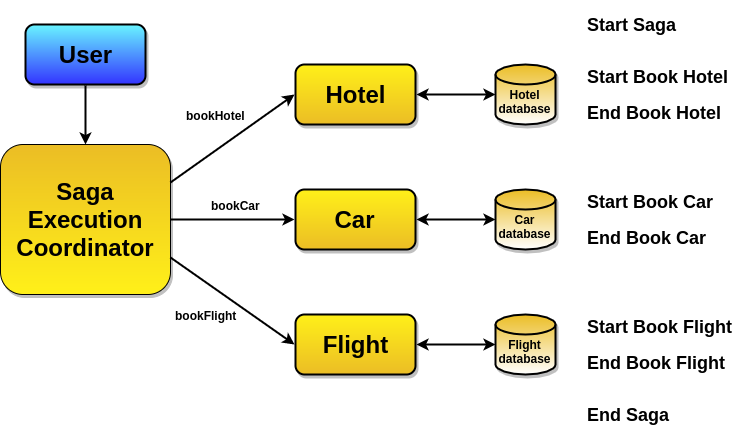 User
Saga
Execution
Coordinator
bookHotel
bookCar
bookFlight
Hotel
Car
Flight
Hotel
database
Car
database
Flight
database
Start Saga
Start Book Hotel
End Book Hotel
Start Book Car
End Book Car
Start Book Flight
End Book Flight
End Saga